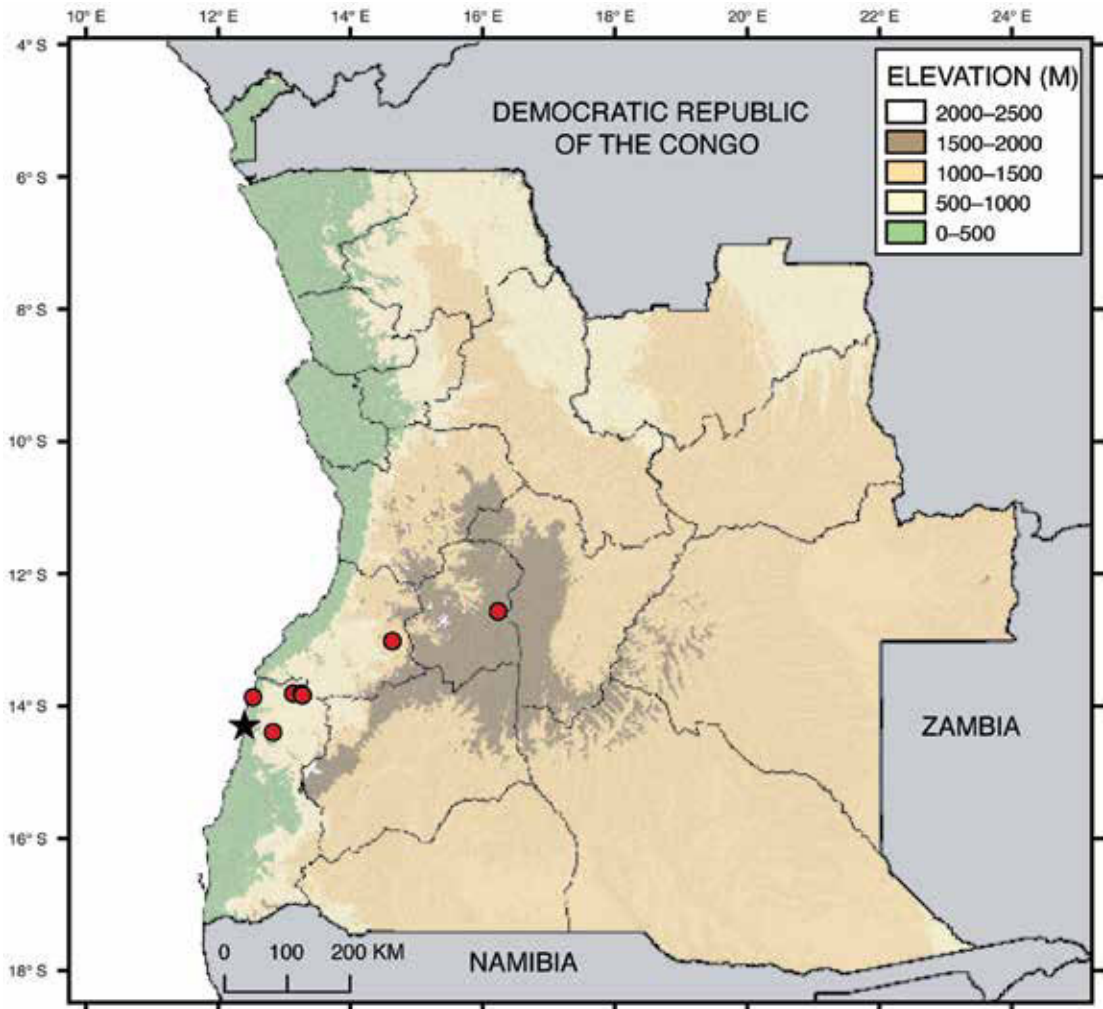 10° E 12° E 14° E 16° E 18° E 20° E 22° E 24° E
4° S
ELEVATION (M)
2000–2500
1500–2000
1000–1500
500–1000
0–500
DEMOCRATIC REPUBLIC
OF THE CONGO
6° S
8° S
10° S
12° S
14° S
ZAMBIA
16° S
0 100 200 KM
NAMIBIA
18° S